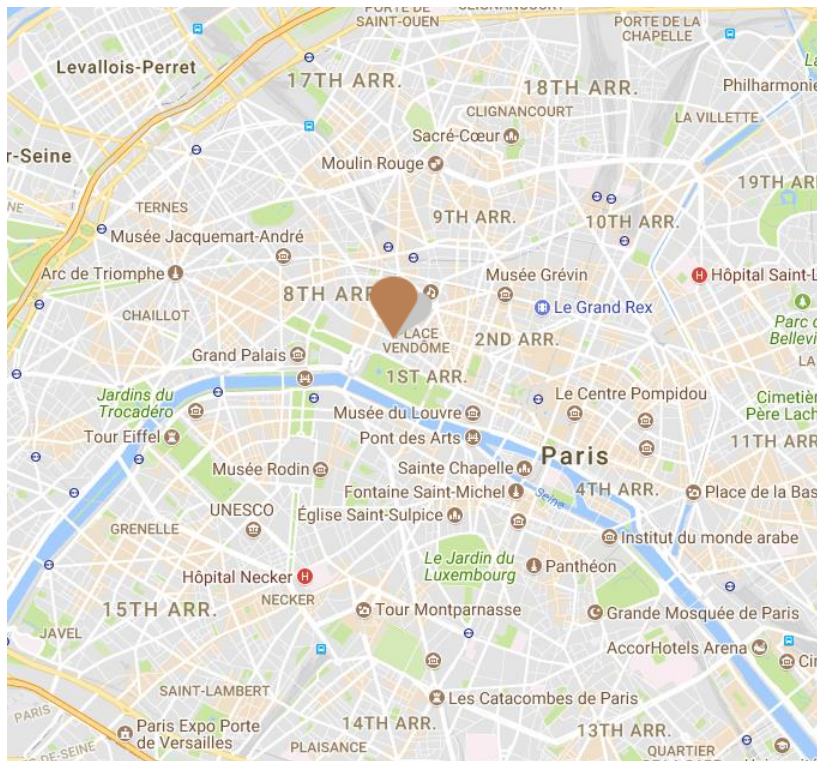 PORTE DE
SAINT-OUEN
CLIGNANCOURT
PORTE DE LA
CHAPELLE
Levallois-Perret
17TH ARR.
18TH ARR.
Philharmonie
CLIGNANCOURT
LA VILLETTE
Sacré-Cœur
r-Seine
Moulin Rouge
19TH AR
TERNES
9TH ARR.
10TH ARR.
Musée Jacquemart-André
Arc de Triomphe
Musée Grévin
Hôpital Saint-L
8TH ARR
CHAILLOT
Le Grand Rex
Parc d
Bellevi
PLACE
VENDÔME
2ND ARR.
Grand Palais
1ST ARR.
Jardins du
Trocadéro
Le Centre Pompidou
Cimetiè
Père Lach
Musée du Louvre
Tour Eiffel
Pont des Arts
11TH ARR
Paris
Musée Rodin
Sainte Chapelle
Fontaine Saint-Michel
Seine
4TH ARR.
Place de la Bas
UNESCO
Église Saint-Sulpice
GRENELLE
Institut du monde arabe
Le Jardin du
Luxembourg
Panthéon
Hôpital Necker
NECKER
15TH ARR.
Tour Montparnasse
Grande Mosquée de Paris
JAVEL
AccorHotels Arena
Cin
SAINT-LAMBERT
Les Catacombes de Paris
PARIS
Paris Expo Porte
de Versailles
14TH ARR.
13TH ARR.
PLAISANCE
QUARTIER